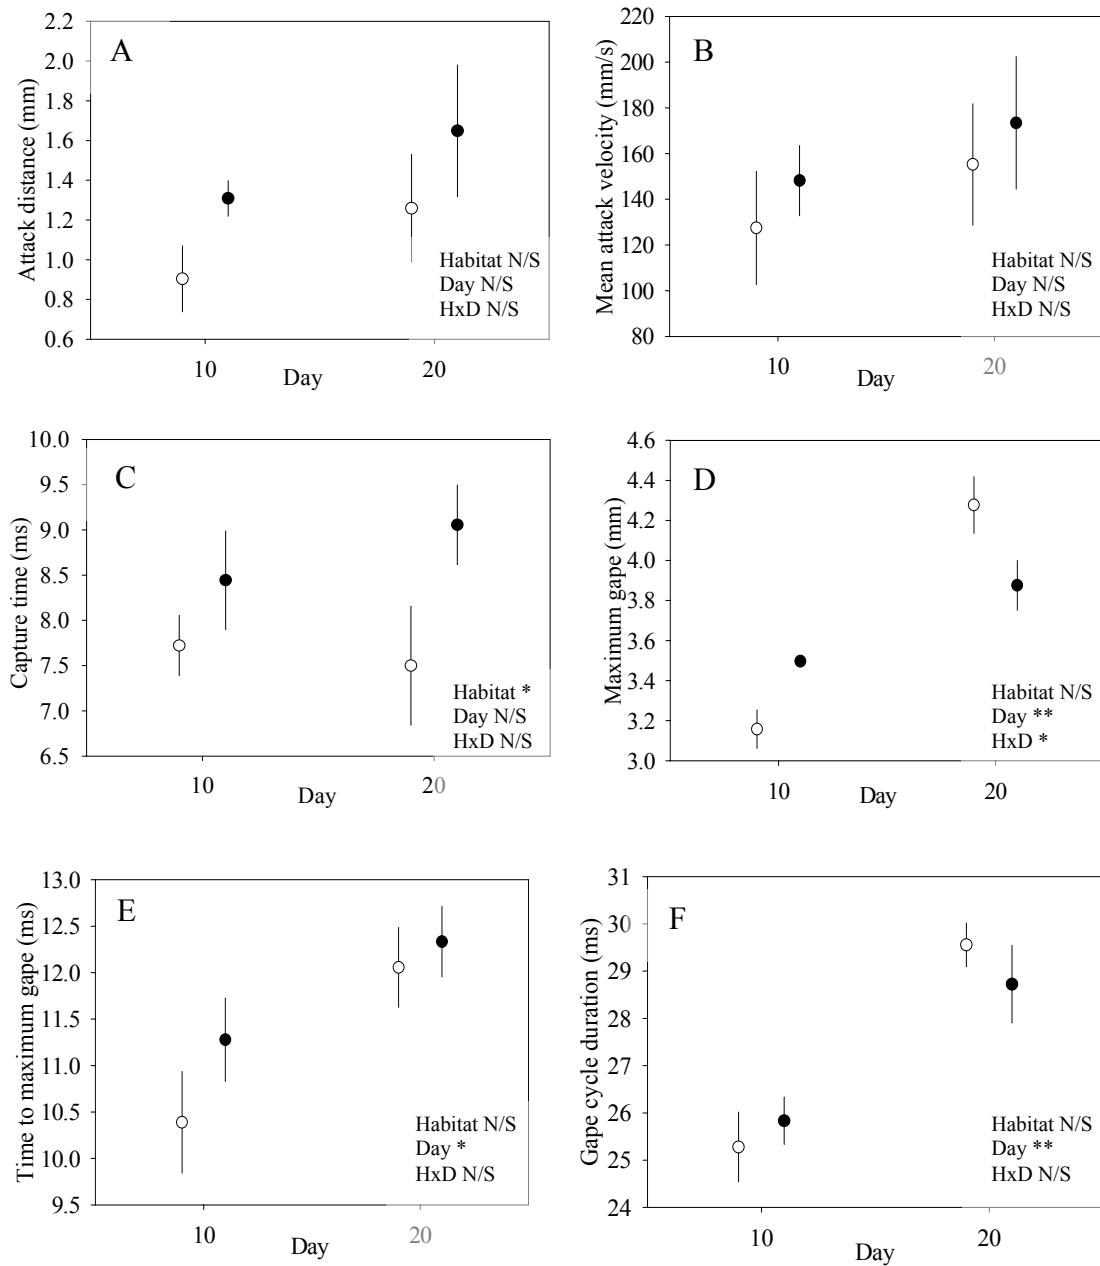 A
Attack distance (mm)
2.2
2.0
1.8
1.6
1.4
1.2
1.0
0.8
0.6
Habitat N/S
Day N/S
HxD N/S
10
20
Day
B
Mean attack velocity (mm/s)
220
200
180
160
140
120
100
80
Habitat N/S
Day N/S
HxD N/S
10
20
Day
C
Capture time (ms)
10.0
9.5
9.0
8.5
8.0
7.5
7.0
6.5
Habitat *
Day N/S
HxD N/S
10
20
Day
D
Maximum gape (mm)
4.6
4.4
4.2
4.0
3.8
3.6
3.4
3.2
3.0
Habitat N/S
Day **
HxD *
10
20
Day
E
Time to maximum gape (ms)
13.0
12.5
12.0
11.5
11.0
10.5
10.0
9.5
Habitat N/S
Day *
HxD N/S
10
20
Day
F
Gape cycle duration (ms)
31
30
29
28
27
26
25
24
Habitat N/S
Day **
HxD N/S
10
20
Day